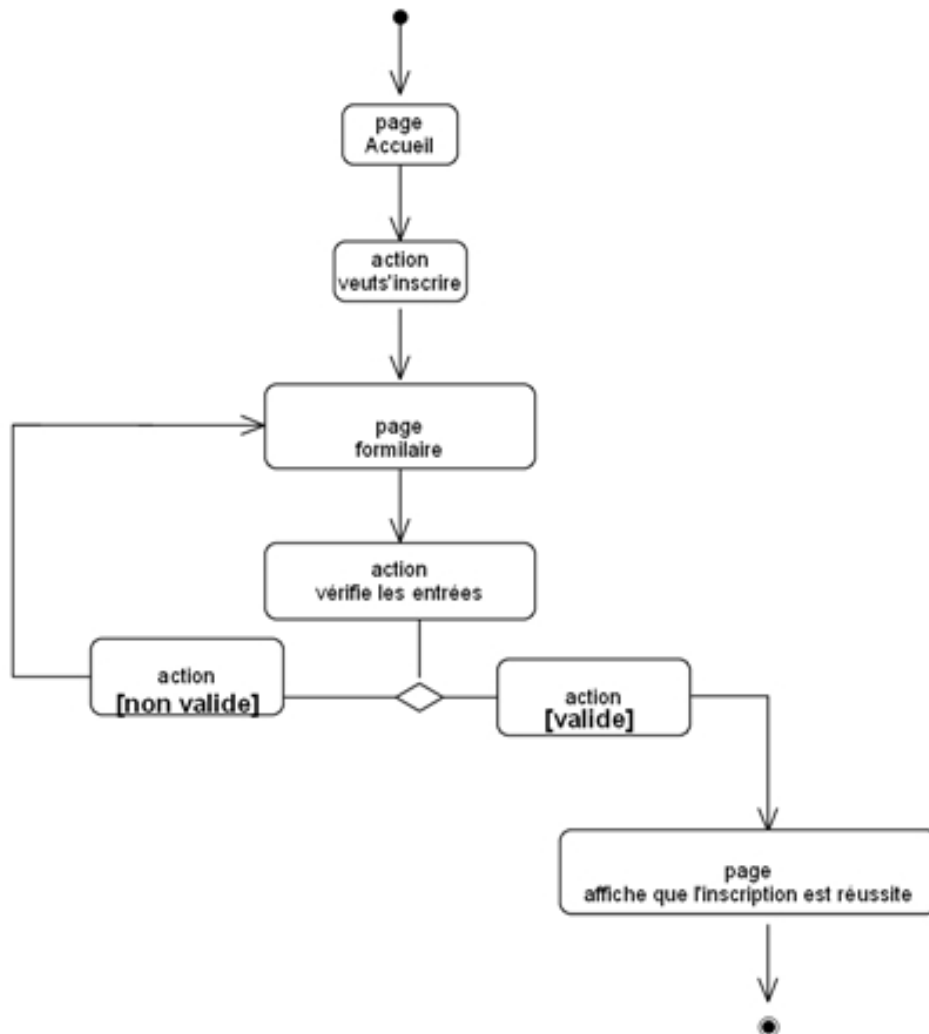 page
Accueil
action
veuts'inscrire
page
formilaire
action
vérifie les entrées
action
[non valide]
action
[valide]
page
affiche que l'inscription est réussite